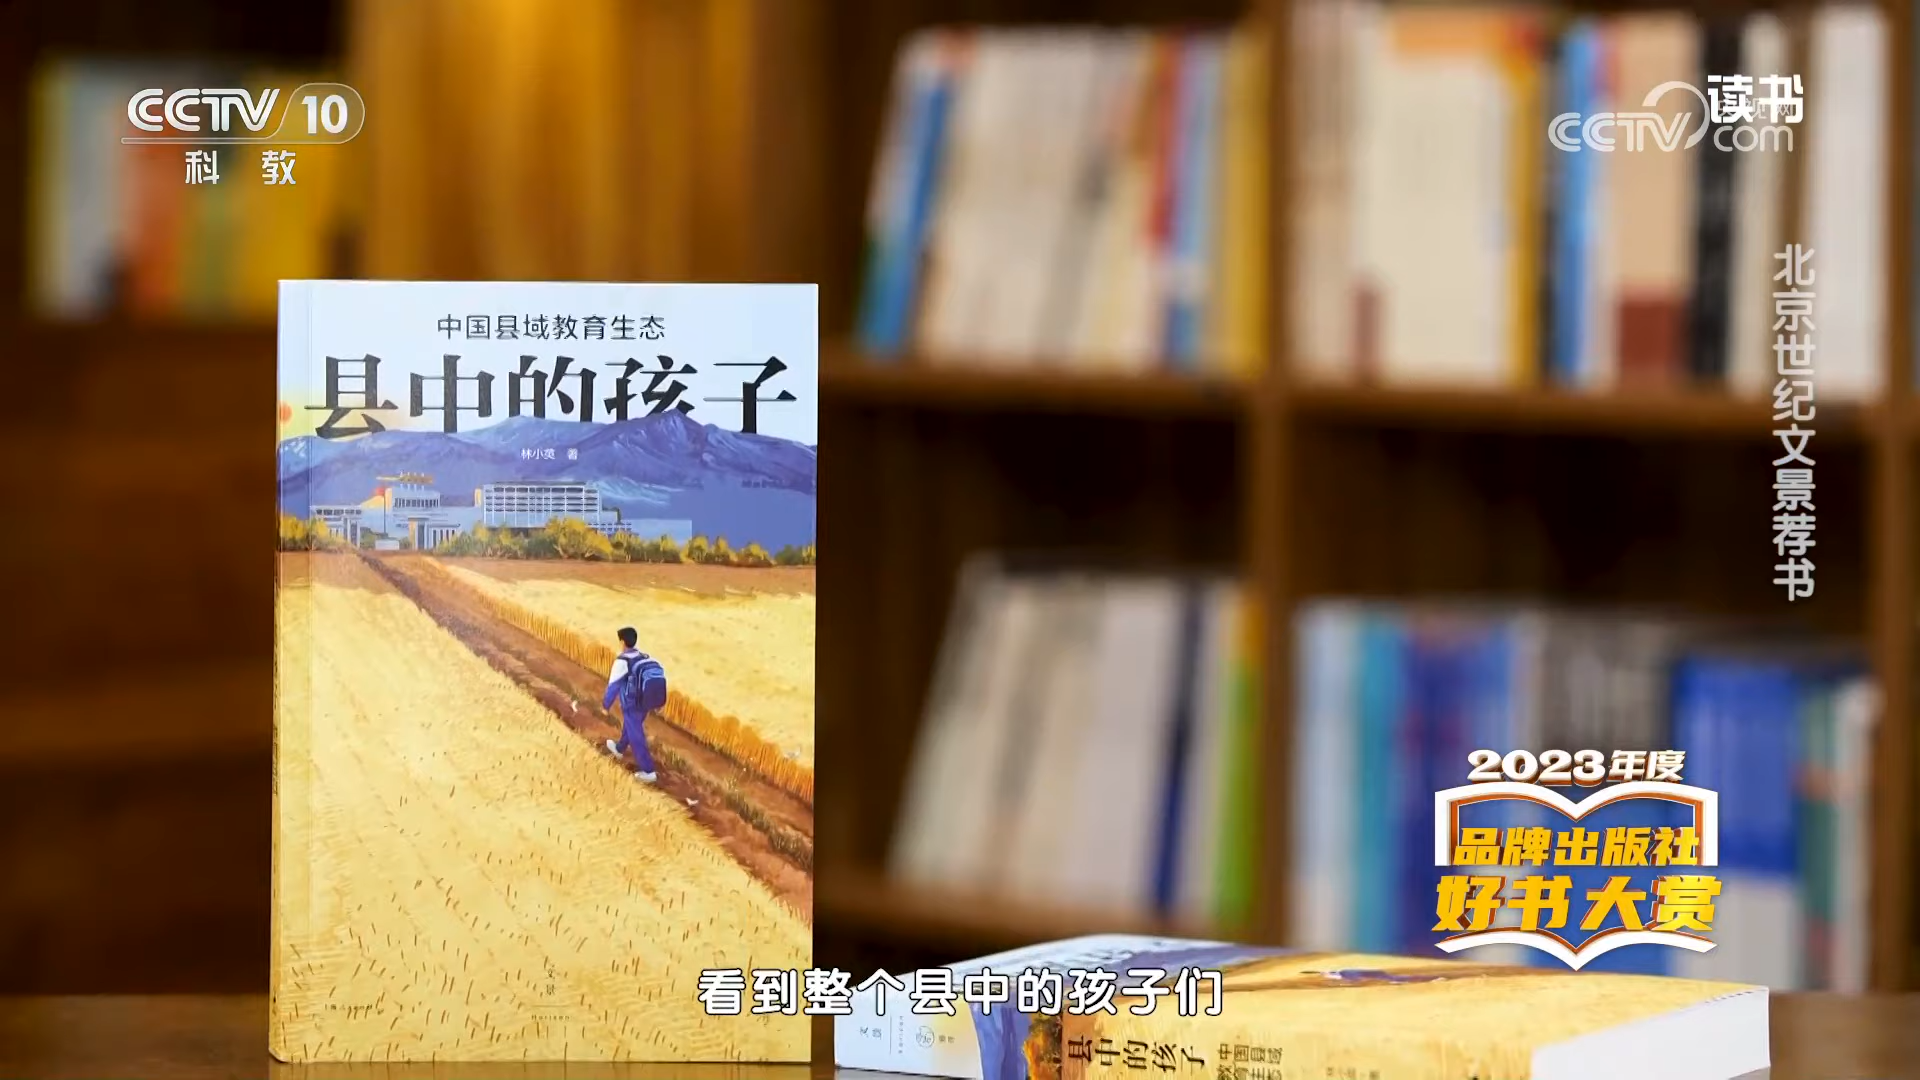 CCTV 10
科 教
读书
CCTV.com
北京世纪文景荐书
中国县域教育生态
县中的孩子
林小英 著
文景
Horizon
2023年度
品牌出版社
好书大赏
看到整个县中的孩子们
县中的孩子
中国县域
教育生态